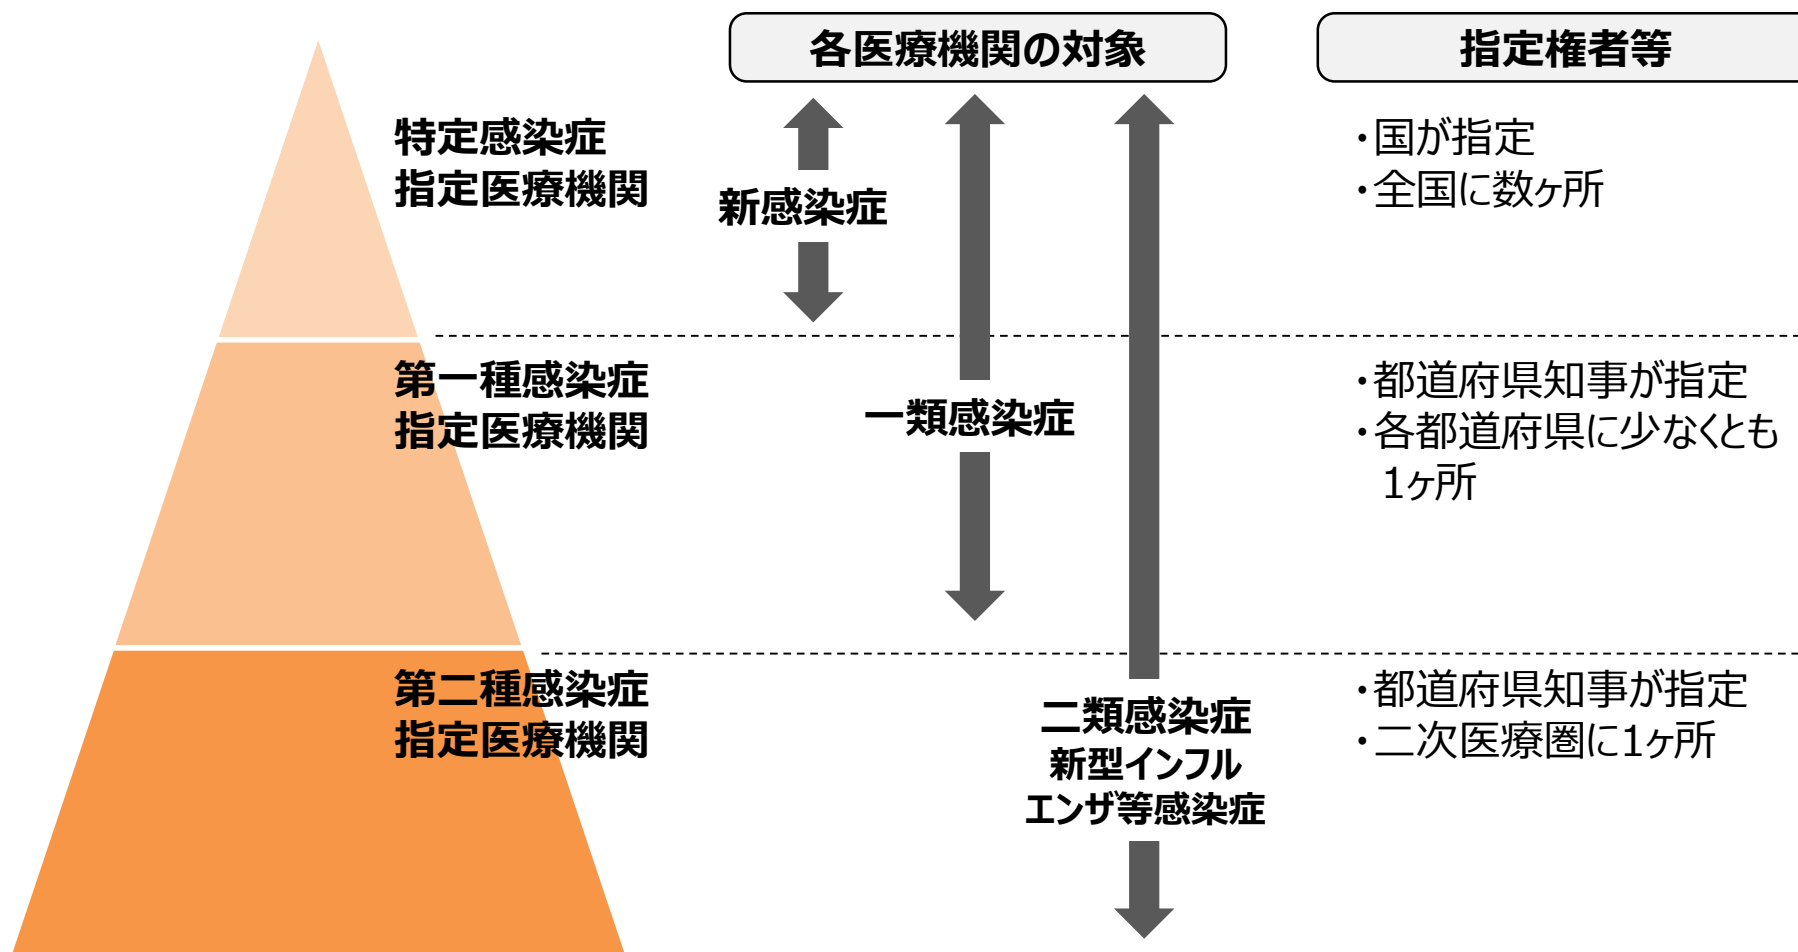 各医療機関の対象
指定権者等
特定感染症
指定医療機関
新感染症
・国が指定
・全国に数ヶ所
第一種感染症
指定医療機関
一類感染症
・都道府県知事が指定
・各都道府県に少なくとも
1ヶ所
第二種感染症
指定医療機関
二類感染症
新型インフル
エンザ等感染症
・都道府県知事が指定
・二次医療圏に1ヶ所